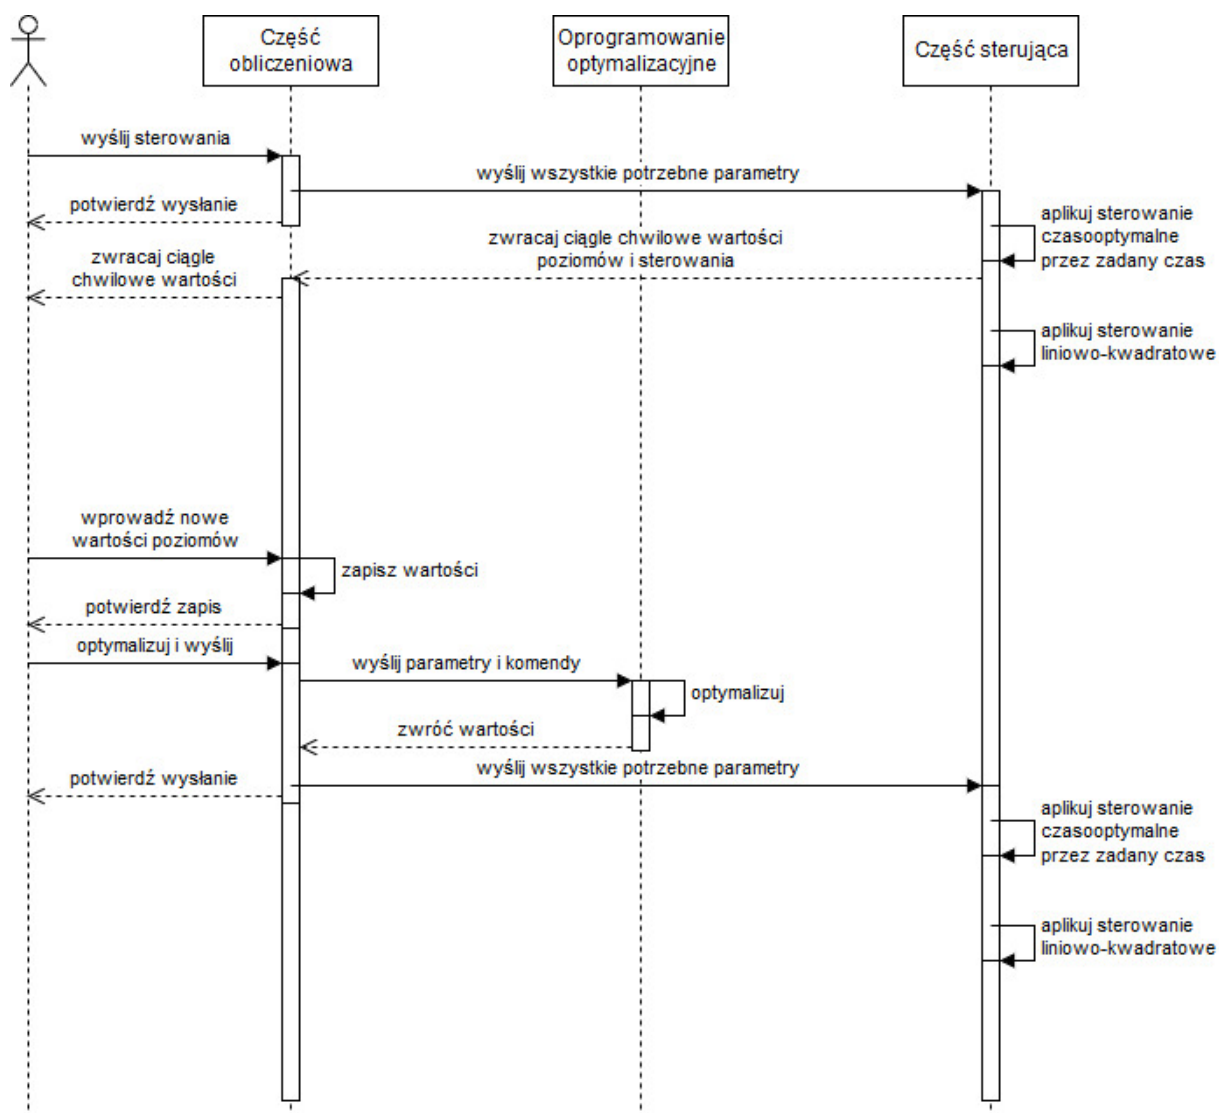 Część
obliczeniowa
Oprogramowanie
optymalizacyjne
Część sterująca
wyślij sterowania
wyślij wszystkie potrzebne parametry
potwierdź wysłanie
aplikuj sterowanie
czasooptymalne
przez zadany czas
zwracaj ciągle chwilowe wartości
poziomów i sterowania
zwracaj ciągle
chwilowe wartości
aplikuj sterowanie
liniowo-kwadratowe
wprowadź nowe
wartości poziomów
zapisz wartości
potwierdź zapis
optymalizuj i wyślij
wyślij parametry i komendy
optymalizuj
zwróć wartości
wyślij wszystkie potrzebne parametry
potwierdź wysłanie
aplikuj sterowanie
czasooptymalne
przez zadany czas
aplikuj sterowanie
liniowo-kwadratowe